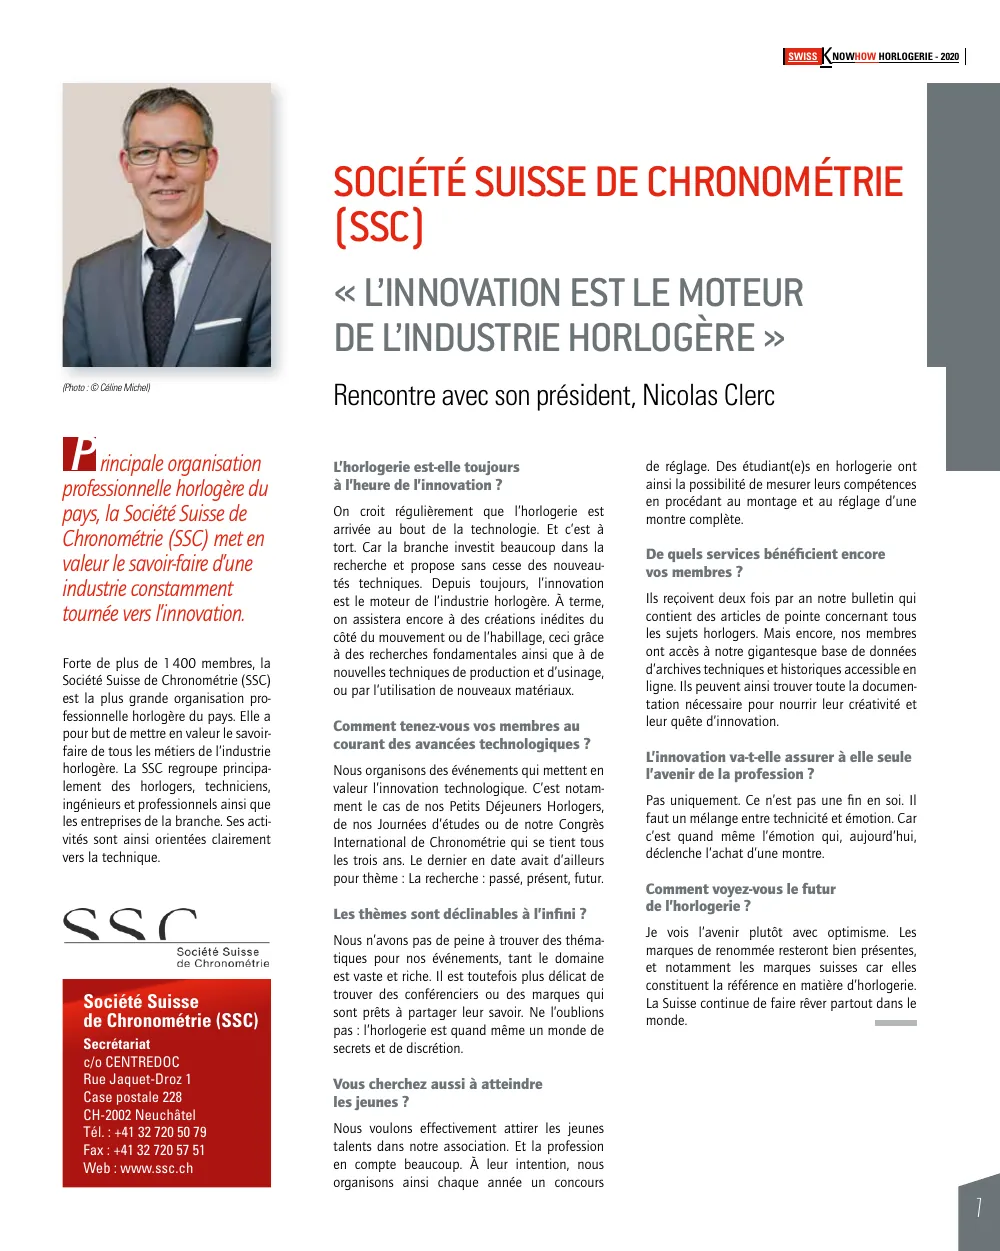 SWISS KNOWHOW HORLOGERIE - 2020
SOCIÉTÉ SUISSE DE CHRONOMÉTRIE
(SSC)
« L’INNOVATION EST LE MOTEUR
DE L’INDUSTRIE HORLOGÈRE »
Rencontre avec son président, Nicolas Clerc
(Photo : © Céline Michel)
Principale organisation
professionnelle horlogère du
pays, la Société Suisse de
Chronométrie (SSC) met en
valeur le savoir-faire d’une
industrie constamment
tournée vers l’innovation.
Forte de plus de 1 400 membres, la
Société Suisse de Chronométrie (SSC)
est la plus grande organisation pro-
fessionnelle horlogère du pays. Elle a
pour but de mettre en valeur le savoir-
faire de tous les métiers de l’industrie
horlogère. La SSC regroupe principa-
lement des horlogers, techniciens,
ingénieurs et professionnels ainsi que
les entreprises de la branche. Ses acti-
vités sont ainsi orientées clairement
vers la technique.
SSC
Société Suisse
de Chronométrie
Société Suisse
de Chronométrie (SSC)
Secrétariat
c/o CENTREDOC
Rue Jaquet-Droz 1
Case postale 228
CH-2002 Neuchâtel
Tél. : +41 32 720 50 79
Fax : +41 32 720 57 51
Web : www.ssc.ch
L’horlogerie est-elle toujours
à l’heure de l’innovation ?
On croit régulièrement que l’horlogerie est
arrivée au bout de la technologie. Et c’est à
tort. Car la branche investit beaucoup dans la
recherche et propose sans cesse des nouveau-
tés techniques. Depuis toujours, l’innovation
est le moteur de l’industrie horlogère. À terme,
on assistera encore à des créations inédites du
côté du mouvement ou de l’habillage, ceci grâce
à des recherches fondamentales ainsi que à de
nouvelles techniques de production et d’usinage,
ou par l’utilisation de nouveaux matériaux.
Comment tenez-vous vos membres au
courant des avancées technologiques ?
Nous organisons des événements qui mettent en
valeur l’innovation technologique. C’est notam-
ment le cas de nos Petits Déjeuners Horlogers,
de nos Journées d’études ou de notre Congrès
International de Chronométrie qui se tient tous
les trois ans. Le dernier en date avait d’ailleurs
pour thème : La recherche : passé, présent, futur.
Les thèmes sont déclinables à l’infini ?
Nous n’avons pas de peine à trouver des théma-
tiques pour nos événements, tant le domaine
est vaste et riche. Il est toutefois plus délicat de
trouver des conférenciers ou des marques qui
sont prêts à partager leur savoir. Ne l’oublions
pas : l’horlogerie est quand même un monde de
secrets et de discrétion.
Vous cherchez aussi à atteindre
les jeunes ?
Nous voulons effectivement attirer les jeunes
talents dans notre association. Et la profession
en compte beaucoup. À leur intention, nous
organisons ainsi chaque année un concours
de réglage. Des étudiant(e)s en horlogerie ont
ainsi la possibilité de mesurer leurs compétences
en procédant au montage et au réglage d’une
montre complète.
De quels services bénéficient encore
vos membres ?
Ils reçoivent deux fois par an notre bulletin qui
contient des articles de pointe concernant tous
les sujets horlogers. Mais encore, nos membres
ont accès à notre gigantesque base de données
d’archives techniques et historiques accessible en
ligne. Ils peuvent ainsi trouver toute la documen-
tation nécessaire pour nourrir leur créativité et
leur quête d’innovation.
L’innovation va-t-elle assurer à elle seule
l’avenir de la profession ?
Pas uniquement. Ce n’est pas une fin en soi. Il
faut un mélange entre technicité et émotion. Car
c’est quand même l’émotion qui, aujourd’hui,
déclenche l’achat d’une montre.
Comment voyez-vous le futur
de l’horlogerie ?
Je vois l’avenir plutôt avec optimisme. Les
marques de renommée resteront bien présentes,
et notamment les marques suisses car elles
constituent la référence en matière d’horlogerie.
La Suisse continue de faire rêver partout dans le
monde.
7